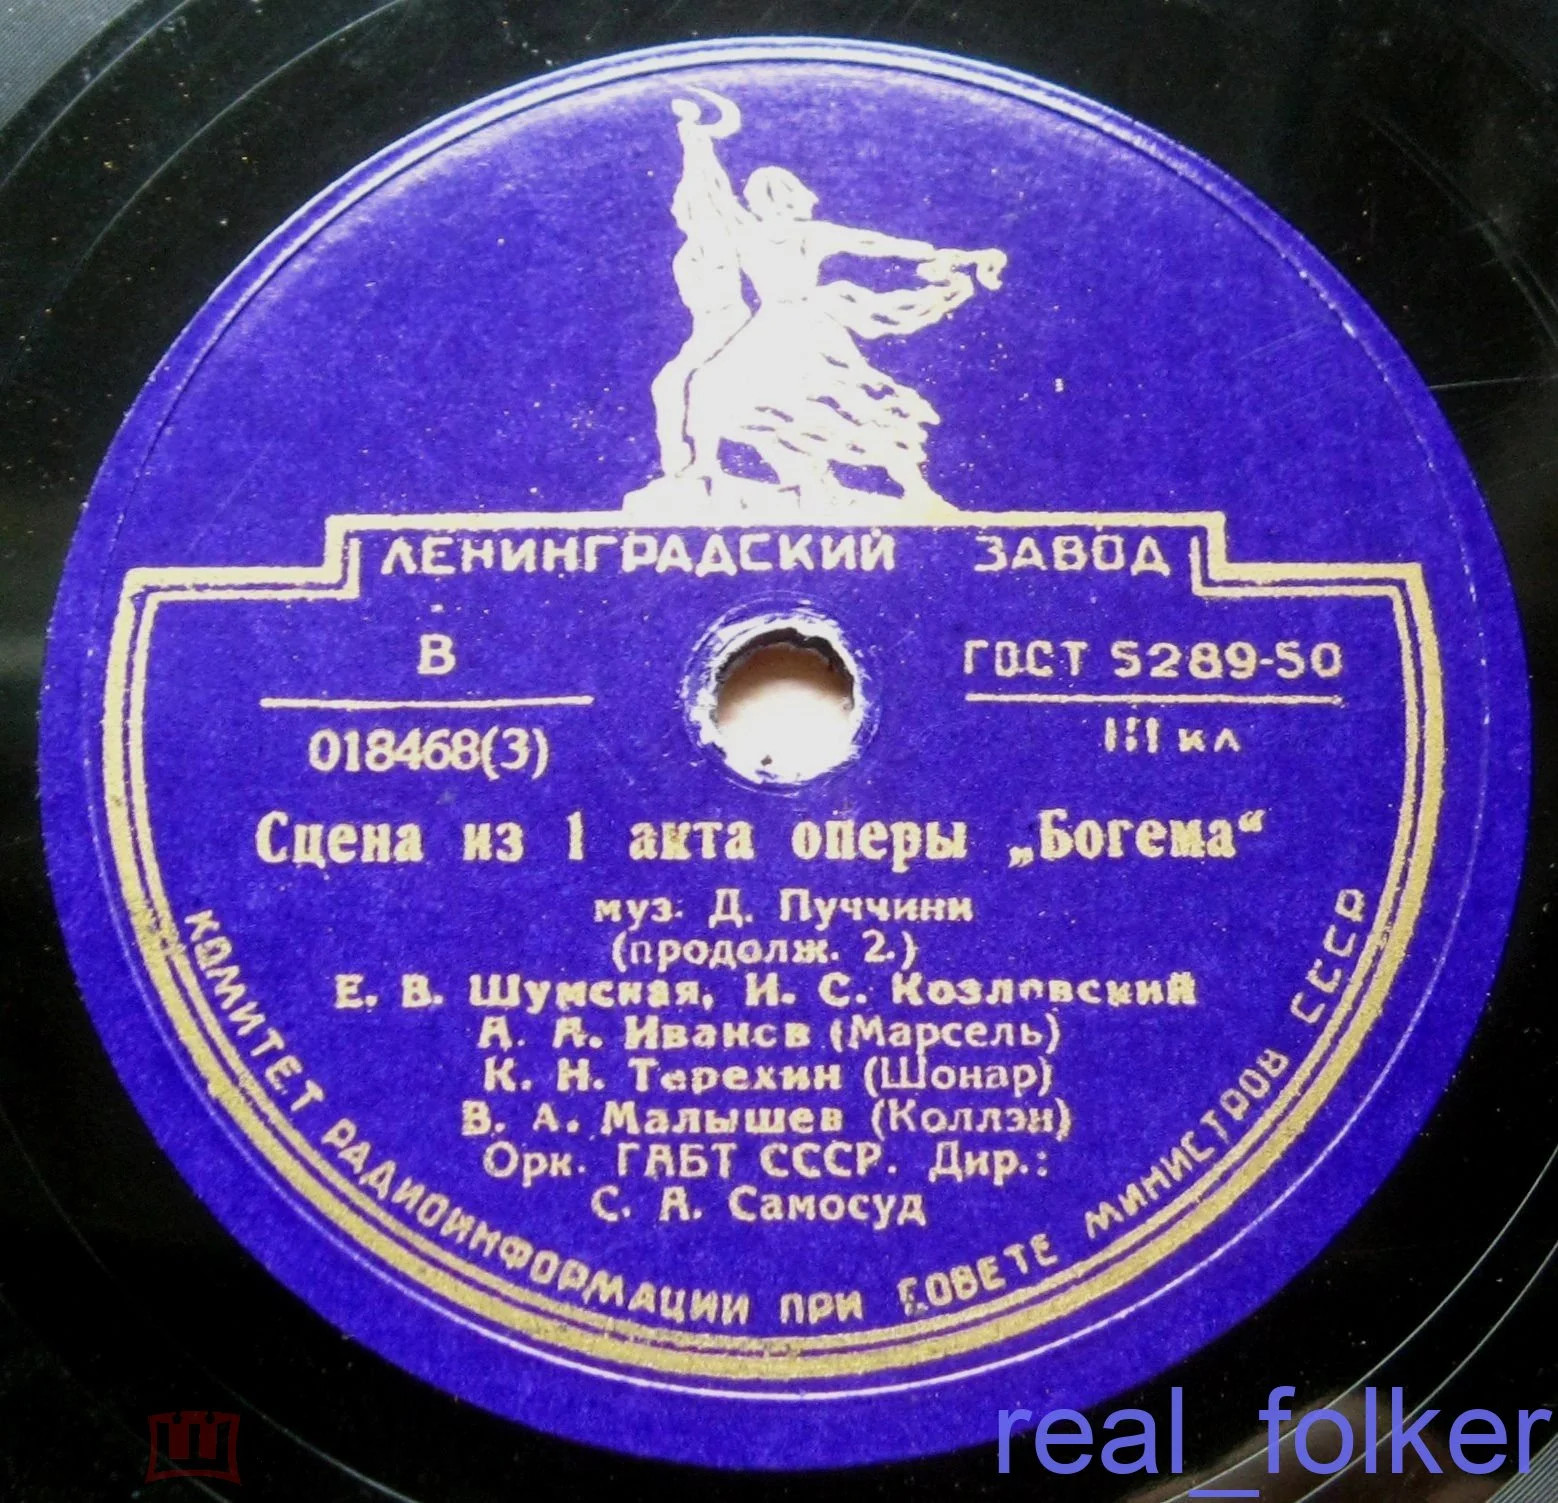 ЛЕНИНГРАДСКИЙ ЗАВОД
В
018468(3)
ГОСТ 5289-50
III кл
Сцена из 1 акта оперы „Богема“
муз. Д. Пуччини
(продолж. 2.)
Е. В. Шумская, И. С. Козловский
А. А. Иванов (Марсель)
К. Н. Терехин (Шонар)
В. А. Малышев (Коллэн)
Орк. ГАБТ СССР. Дир.:
С. А. Самосуд
КОМИТЕТ РАДИОИНФОРМАЦИИ ПРИ СОВЕТЕ МИНИСТРОВ СССР
real_folker